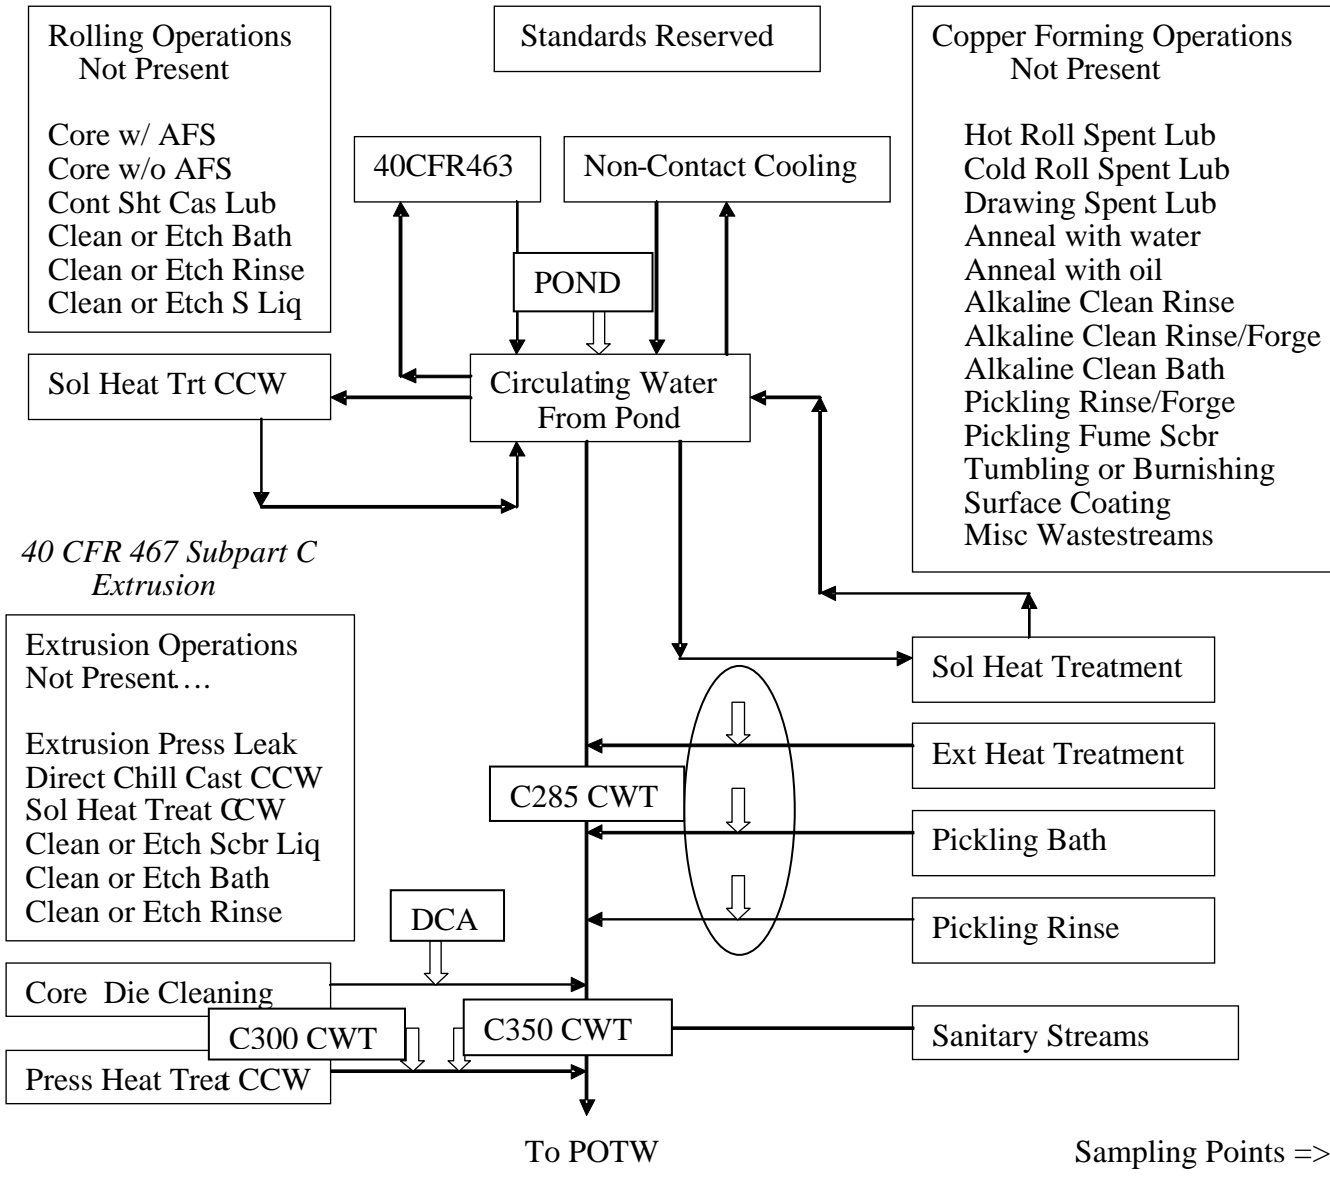 Rolling Operations
Not Present
Core w/ AFS
Core w/o AFS
Cont Sht Cas Lub
Clean or Etch Bath
Clean or Etch Rinse
Clean or Etch S Liq
Standards Reserved
Copper Forming Operations
Not Present
Hot Roll Spent Lub
Cold Roll Spent Lub
Drawing Spent Lub
Anneal with water
Anneal with oil
Alkaline Clean Rinse
Alkaline Clean Rinse/Forge
Alkaline Clean Bath
Pickling Rinse/Forge
Pickling Fume Scbr
Tumbling or Burnishing
Surface Coating
Misc Wastestreams
40CFR463
Non-Contact Cooling
POND
Sol Heat Trt CCW
Circulating Water
From Pond
40 CFR 467 Subpart C
Extrusion
Extrusion Operations
Not Present….
Extrusion Press Leak
Direct Chill Cast CCW
Sol Heat Treat CCW
Clean or Etch Scbr Liq
Clean or Etch Bath
Clean or Etch Rinse
Sol Heat Treatment
Ext Heat Treatment
C285 CWT
Pickling Bath
DCA
Pickling Rinse
Core Die Cleaning
C300 CWT
C350 CWT
Sanitary Streams
Press Heat Treat CCW
To POTW
Sampling Points =>